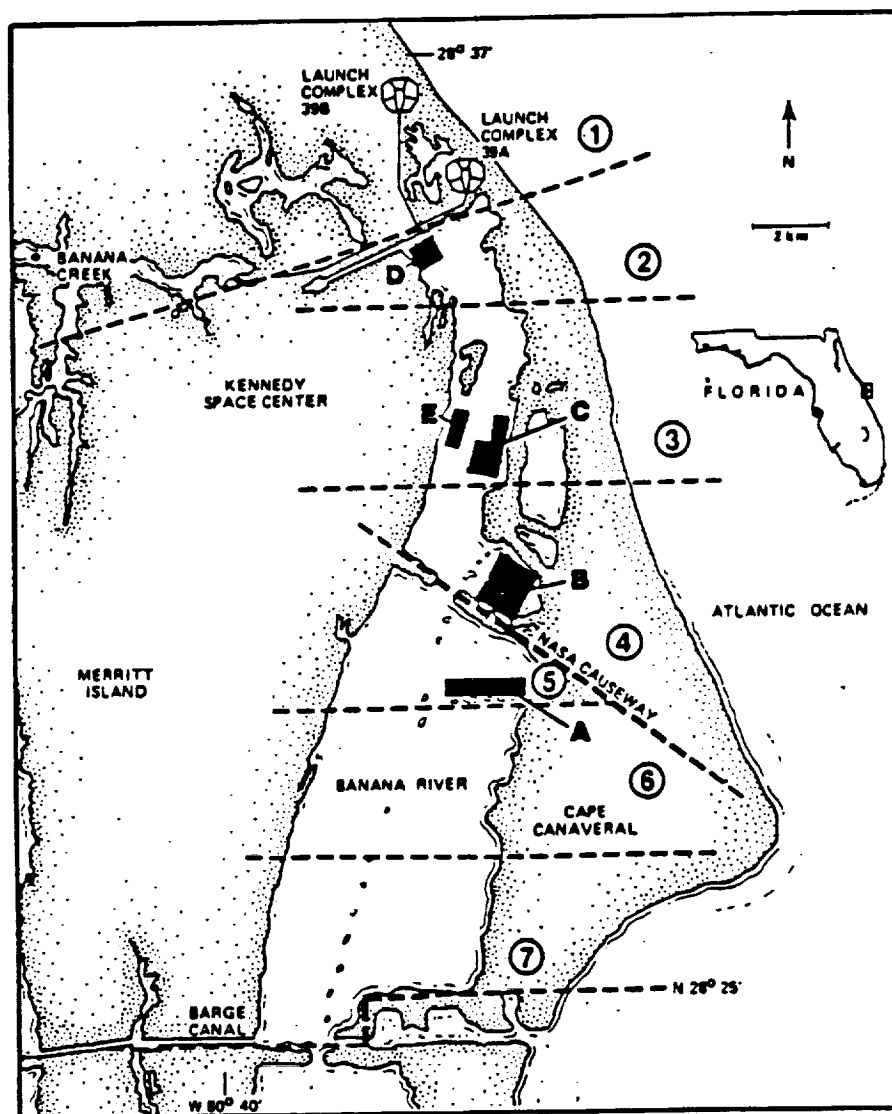 28° 37'
LAUNCH
COMPLEX
39B
LAUNCH
COMPLEX
39A
1
N
2 km
BANANA
CREEK
D
2
KENNEDY
SPACE CENTER
FLORIDA
E
C
3
B
ATLANTIC OCEAN
4
NASA CAUSEWAY
MERRITT
ISLAND
5
A
BANANA RIVER
6
CAPE
CANAVERAL
7
N 28° 25'
BARGE
CANAL
W 80° 40'